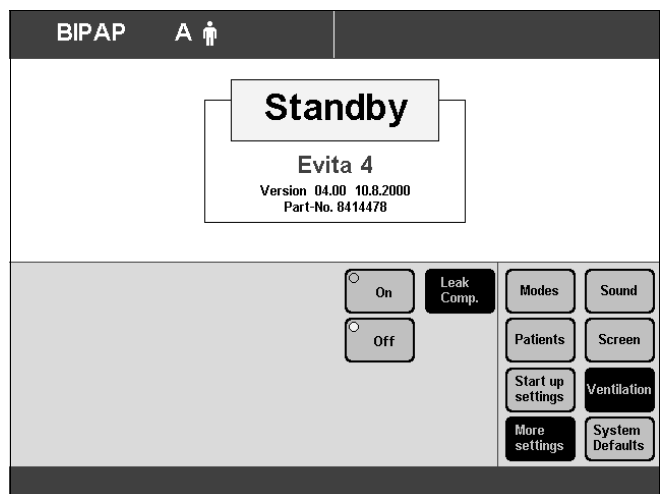 BIPAP A
Standby
Evita 4
Version 04.00 10.8.2000
Part-No. 8414478
On
Leak
Comp.
Modes
Sound
Off
Patients
Screen
Start up
settings
Ventilation
More
settings
System
Defaults